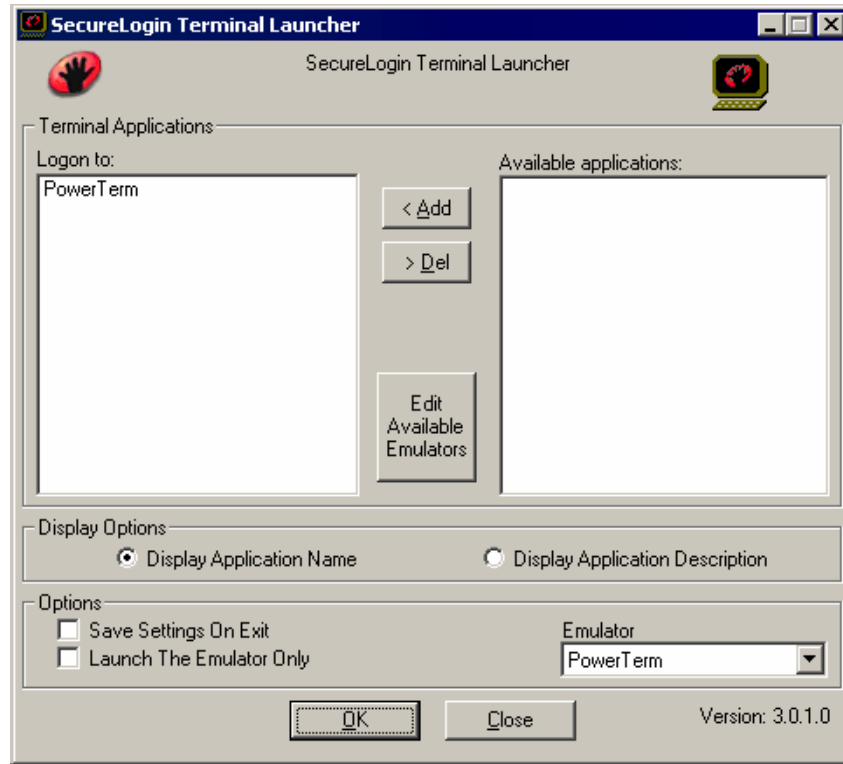 SecureLogin Terminal Launcher
SecureLogin Terminal Launcher
Terminal Applications
Logon to:
Available applications:
PowerTerm
< Add
> Del
Edit
Available
Emulators
Display Options
Display Application Name
Display Application Description
Options
Save Settings On Exit
Emulator
Launch The Emulator Only
PowerTerm
OK
Close
Version: 3.0.1.0